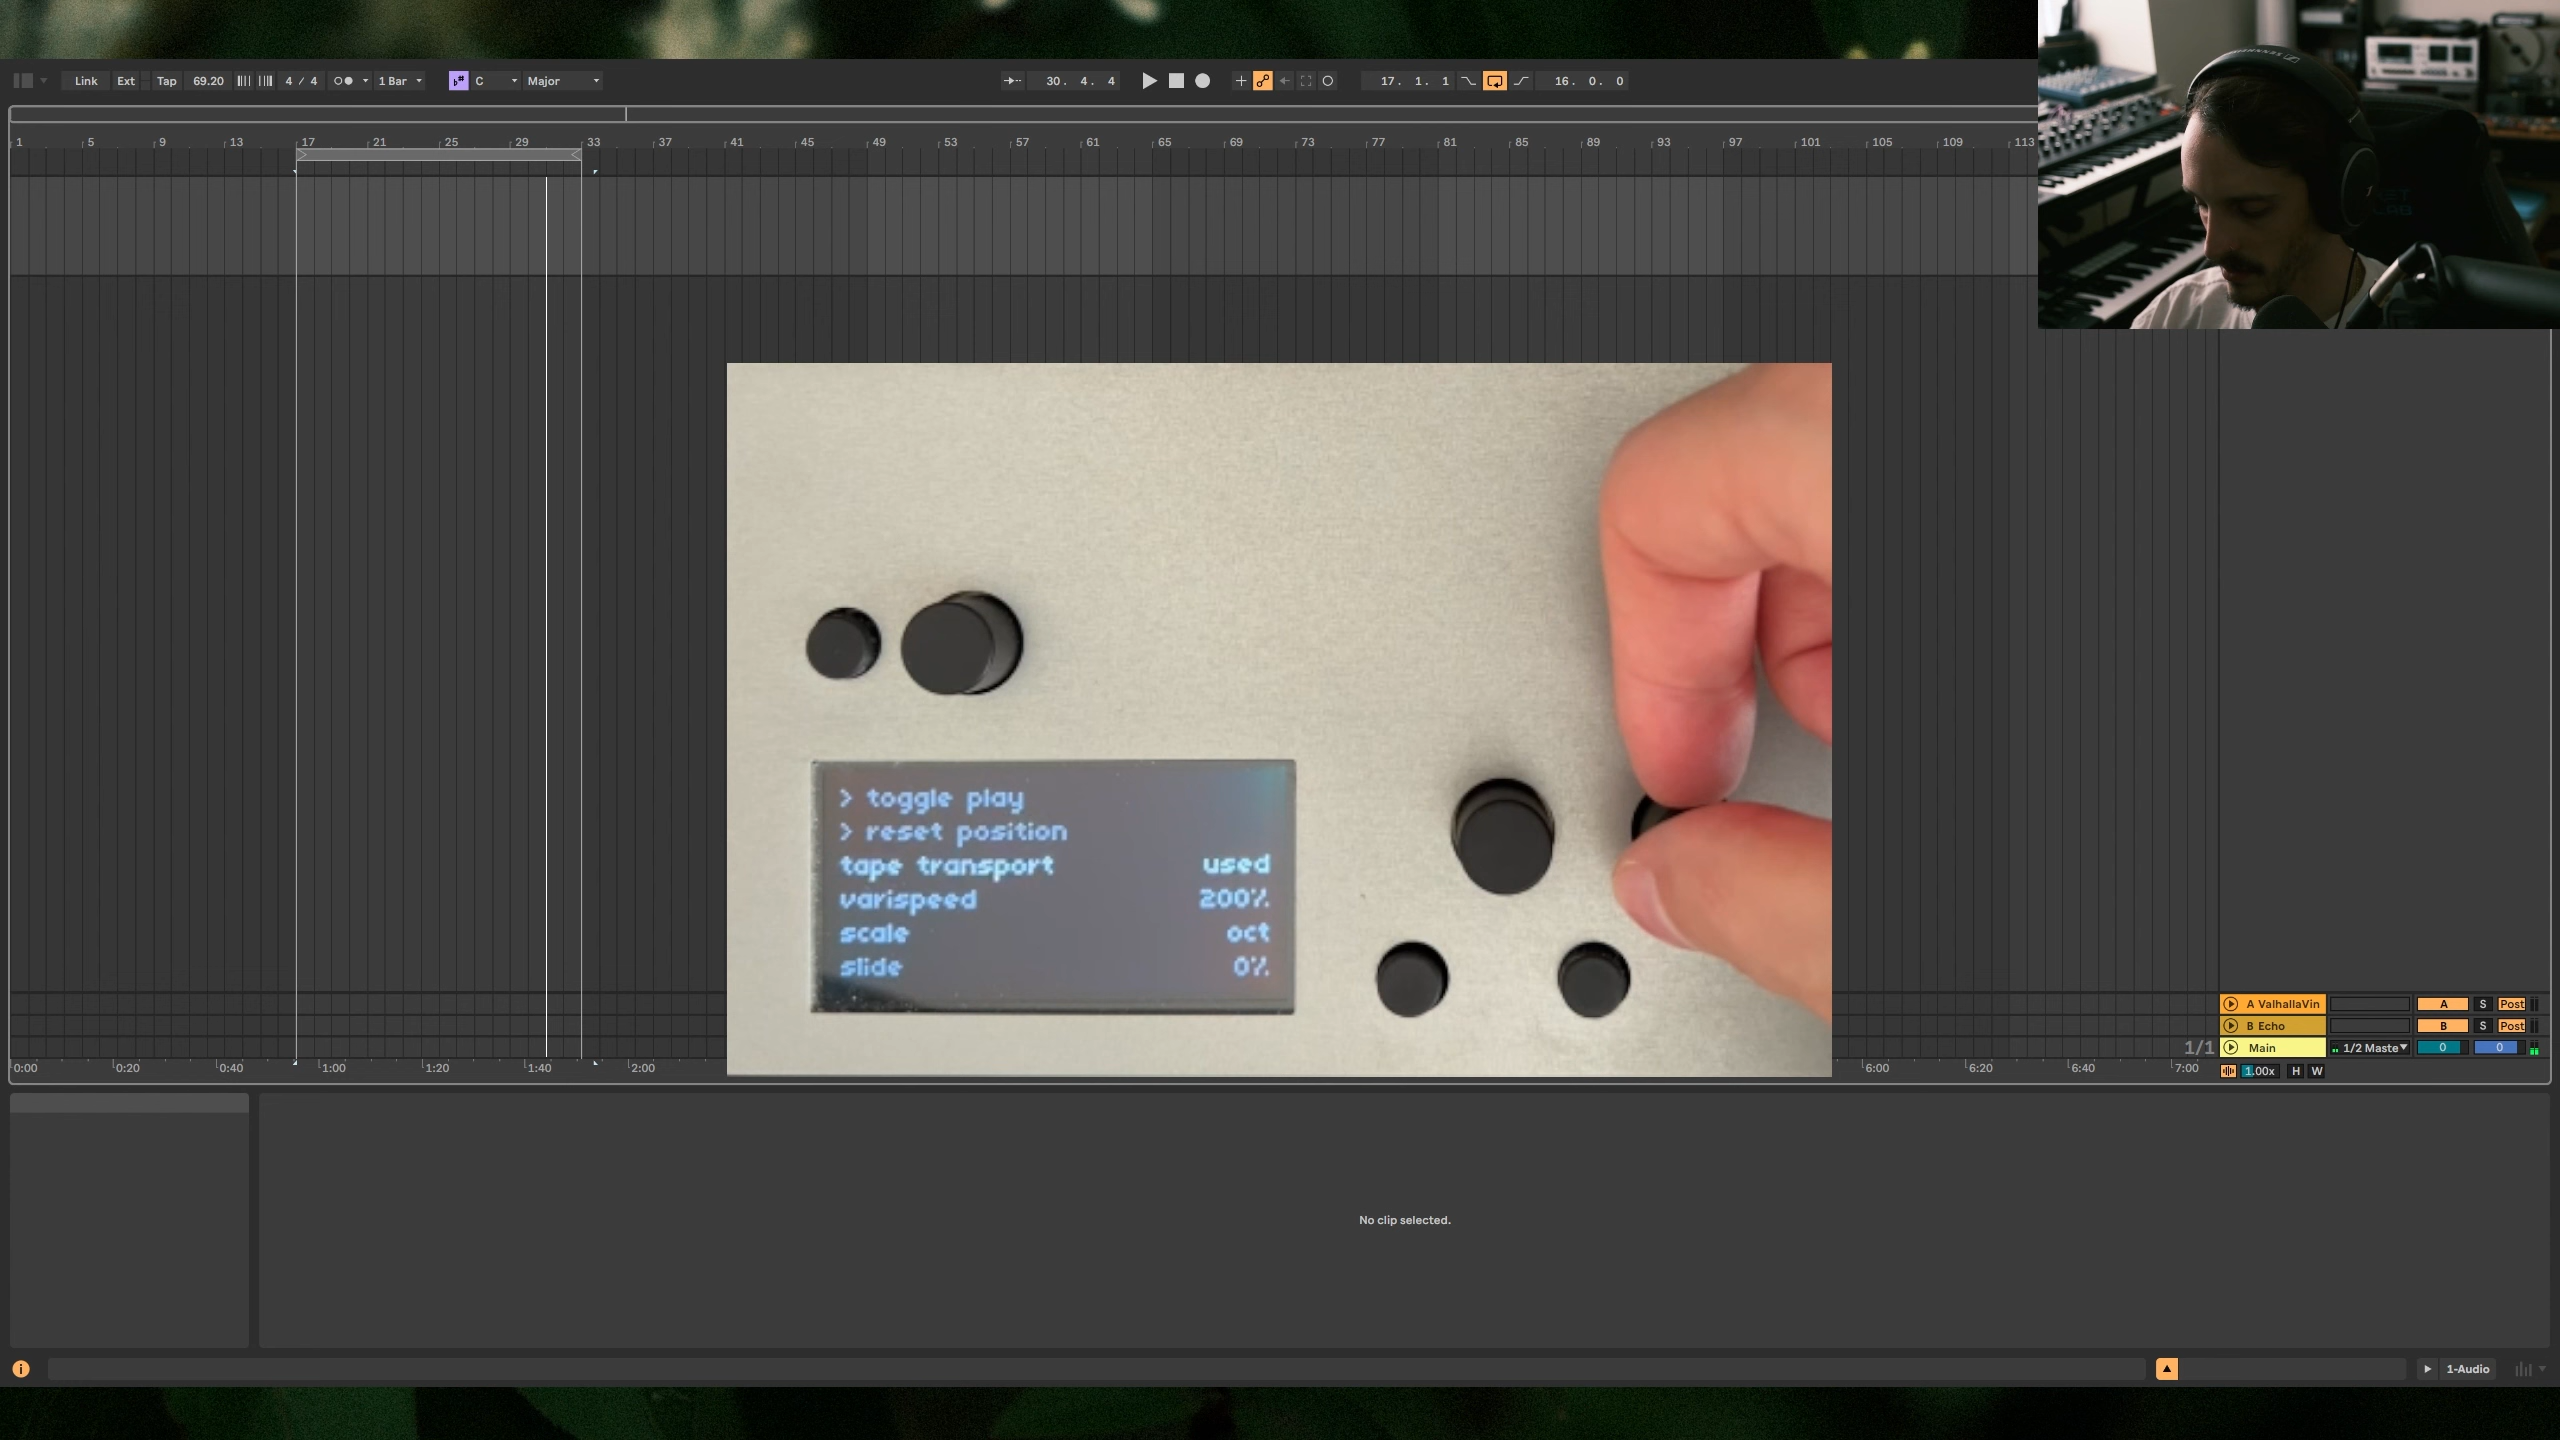 Link Ext Tap 69.20 4 / 4 1 Bar C Major 30. 4. 4 17. 1. 1 16. 0. 0
1 5 9 13 17 21 25 29 33 37 41 45 49 53 57 61 65 69 73 77 81 85 89 93 97 101 105 109 113
> toggle play
> reset position
tape transport used
varispeed 200%
scale oct
slide 0%
A ValhallaVin A S Post
B Echo B S Post
1/1 Main 1/2 Maste 0 0
0:00 0:20 0:40 1:00 1:20 1:40 2:00 6:00 6:20 6:40 7:00 1.00x H W
No clip selected.
1-Audio